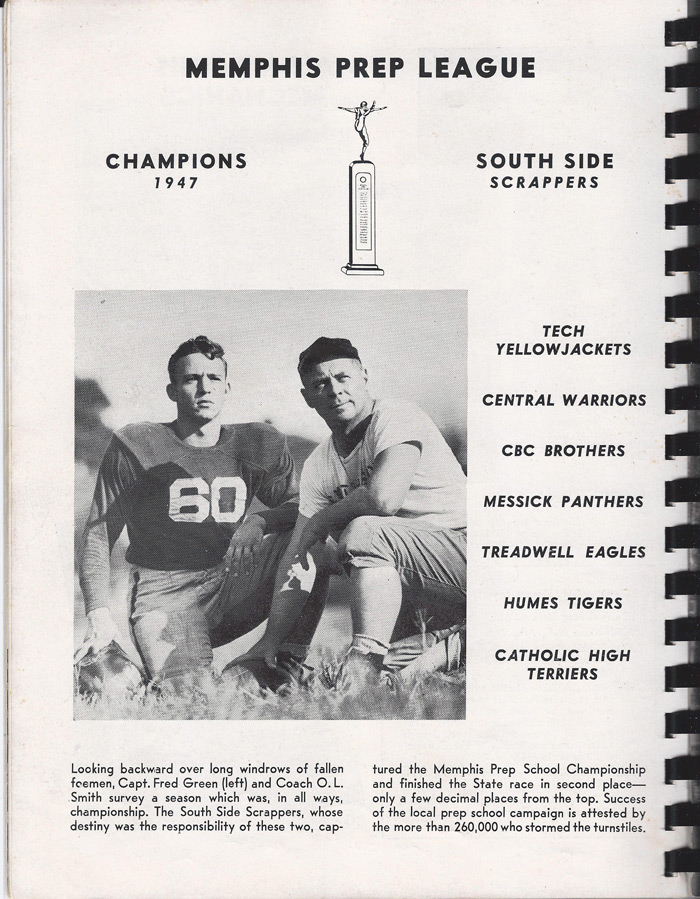 MEMPHIS PREP LEAGUE
CHAMPIONS
1947
SOUTH SIDE
SCRAPPERS
60
TECH
YELLOWJACKETS
CENTRAL WARRIORS
CBC BROTHERS
MESSICK PANTHERS
TREADWELL EAGLES
HUMES TIGERS
CATHOLIC HIGH
TERRIERS
Looking backward over long windrows of fallen
foemen, Capt. Fred Green (left) and Coach O. L.
Smith survey a season which was, in all ways,
championship. The South Side Scrappers, whose
destiny was the responsibility of these two, cap-
tured the Memphis Prep School Championship
and finished the State race in second place—
only a few decimal places from the top. Success
of the local prep school campaign is attested by
the more than 260,000 who stormed the turnstiles.